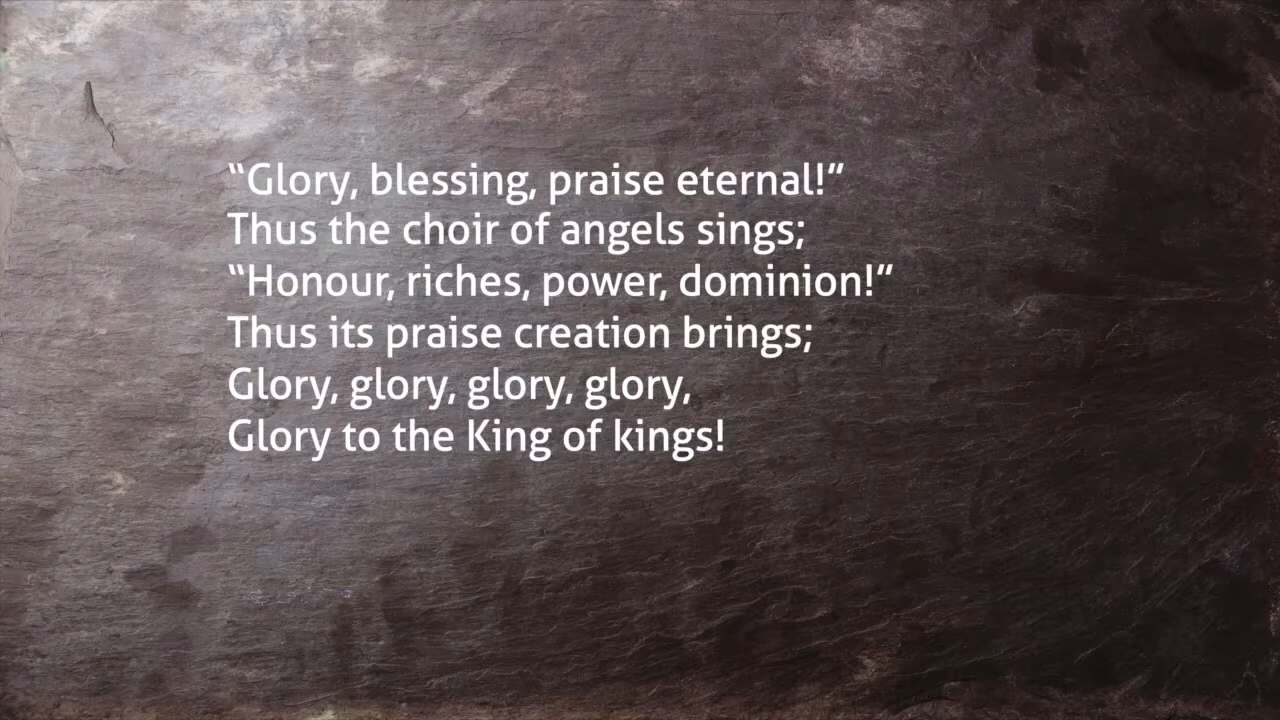 “Glory, blessing, praise eternal!”
Thus the choir of angels sings;
“Honour, riches, power, dominion!”
Thus its praise creation brings;
Glory, glory, glory, glory,
Glory to the King of kings!